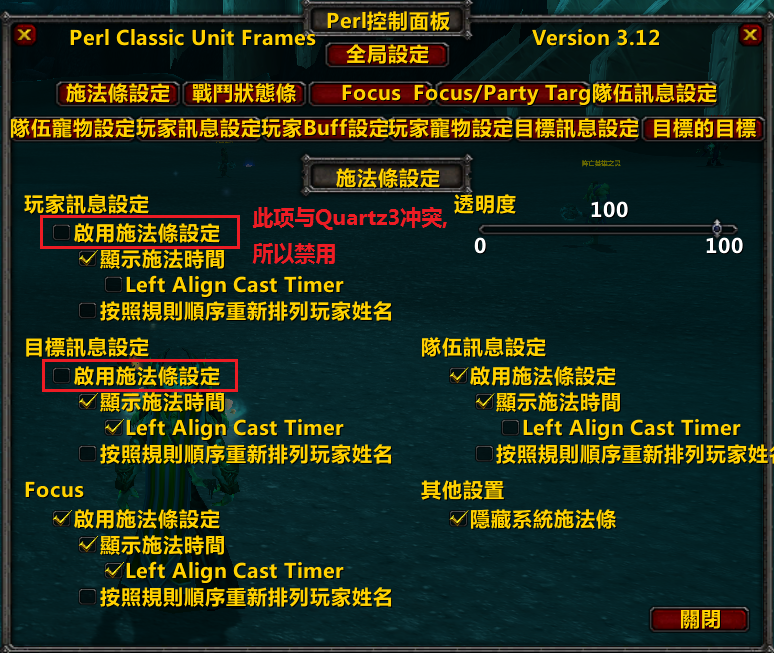 Perl控制面板
Perl Classic Unit Frames
Version 3.12
全局設定
施法條設定 戰鬥狀態條 Focus Focus/Party Targ 隊伍訊息設定
隊伍寵物設定 玩家訊息設定 玩家Buff設定 玩家寵物設定 目標訊息設定 目標的目標
施法條設定
玩家訊息設定
啟用施法條設定
此项与Quartz3冲突,
所以禁用
顯示施法時間
Left Align Cast Timer
按照規則順序重新排列玩家姓名
透明度
100
0
100
目標訊息設定
啟用施法條設定
顯示施法時間
Left Align Cast Timer
按照規則順序重新排列玩家姓名
隊伍訊息設定
啟用施法條設定
顯示施法時間
Left Align Cast Timer
按照規則順序重新排列玩家姓名
Focus
啟用施法條設定
顯示施法時間
Left Align Cast Timer
按照規則順序重新排列玩家姓名
其他設置
隱藏系統施法條
關閉